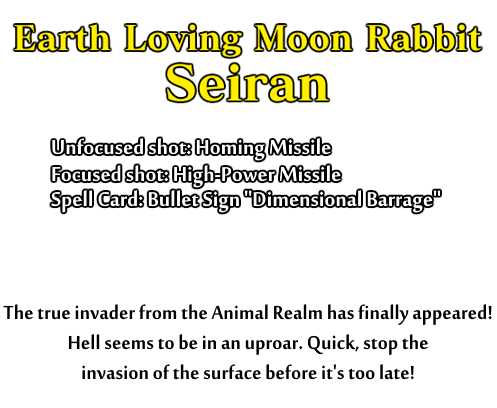 Earth Loving Moon Rabbit
Seiran
Unfocused shot: Homing Missile
Focused shot: High-Power Missile
Spell Card: Bullet Sign "Dimensional Barrage"
The true invader from the Animal Realm has finally appeared!
Hell seems to be in an uproar. Quick, stop the
invasion of the surface before it's too late!